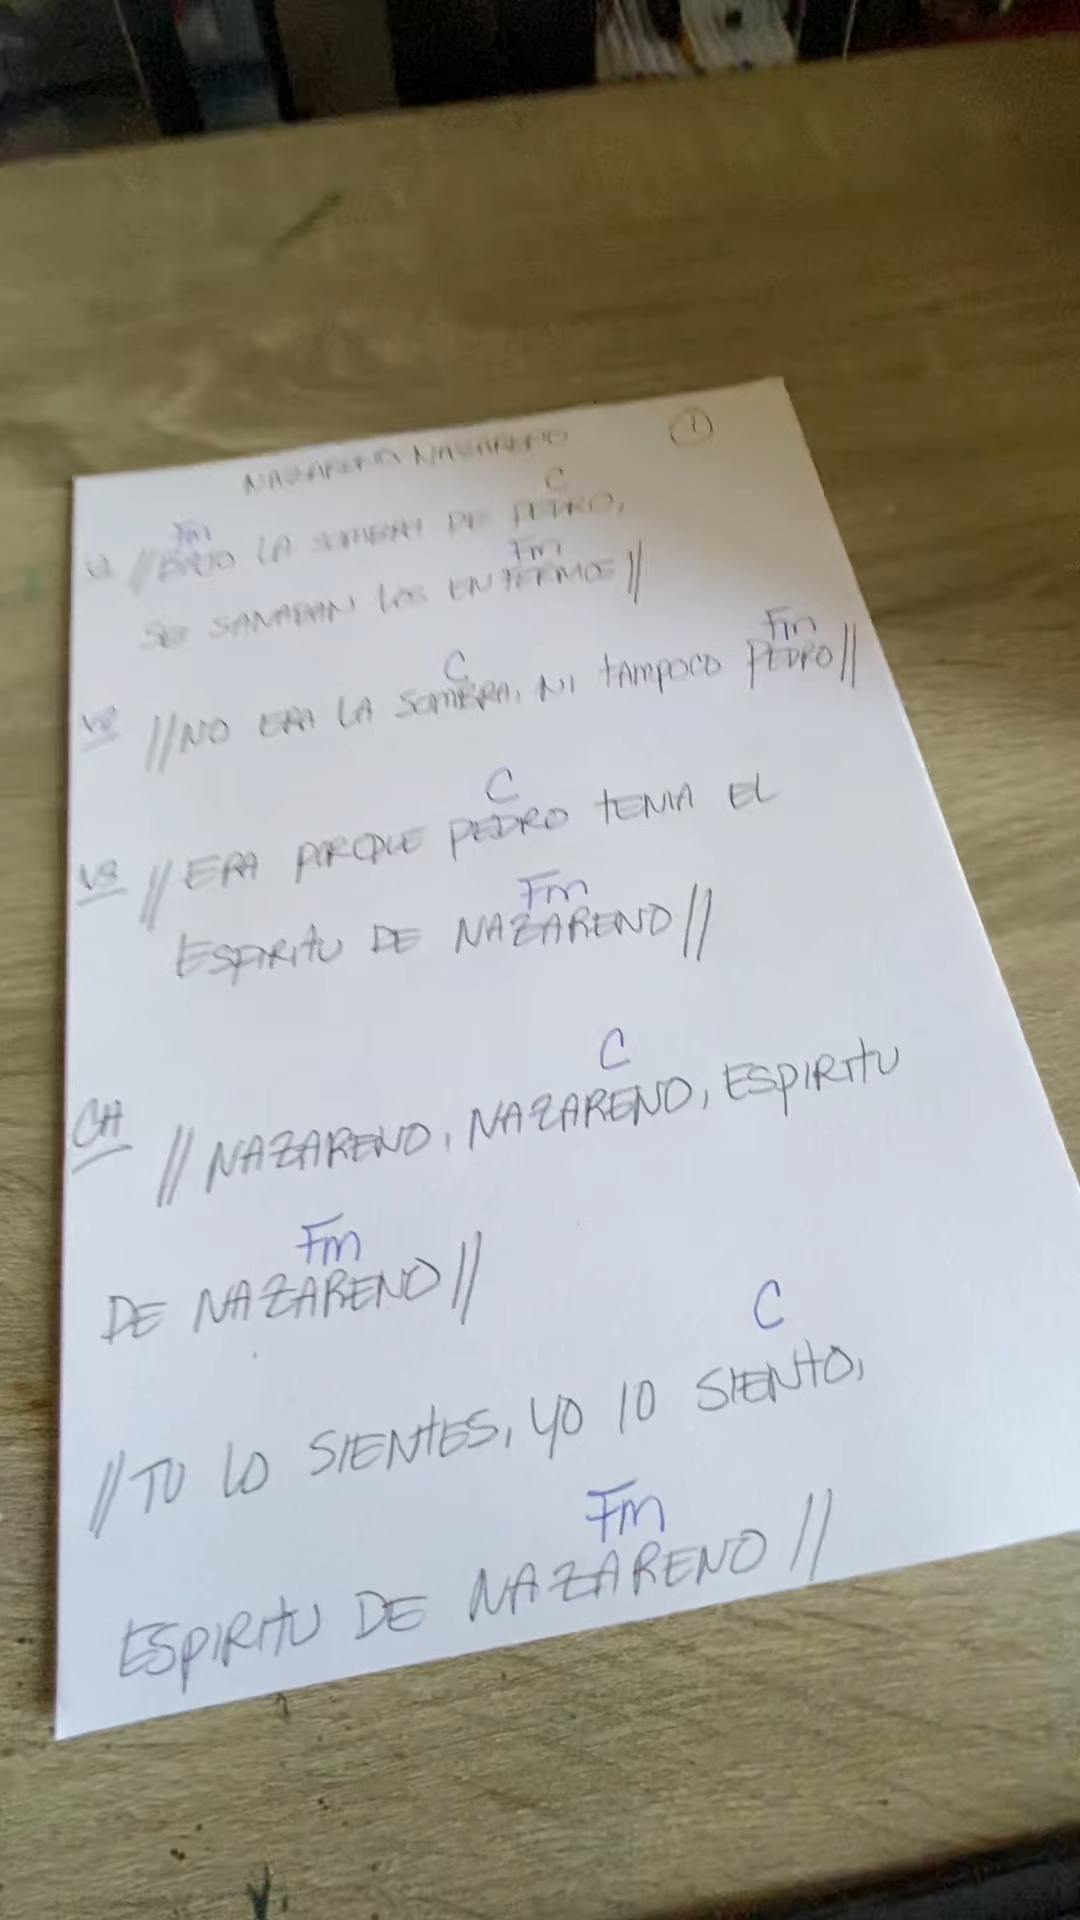 NAZARENO NAZARENO ①
Fm C
V1 //BAJO LA SOMBRA DE PEDRO,
Fm
SE SANABAN LOS ENFERMOS//
C Fm
V2 //NO ERA LA SOMBRA, NI TAMPOCO PEDRO//
C
V3 //ERA PORQUE PEDRO TENIA EL
Fm
ESPIRITU DE NAZARENO//
C
CH //NAZARENO, NAZARENO, ESPIRITU
Fm
DE NAZARENO//
C
//TU LO SIENTES, YO LO SIENTO,
Fm
ESPIRITU DE NAZARENO//